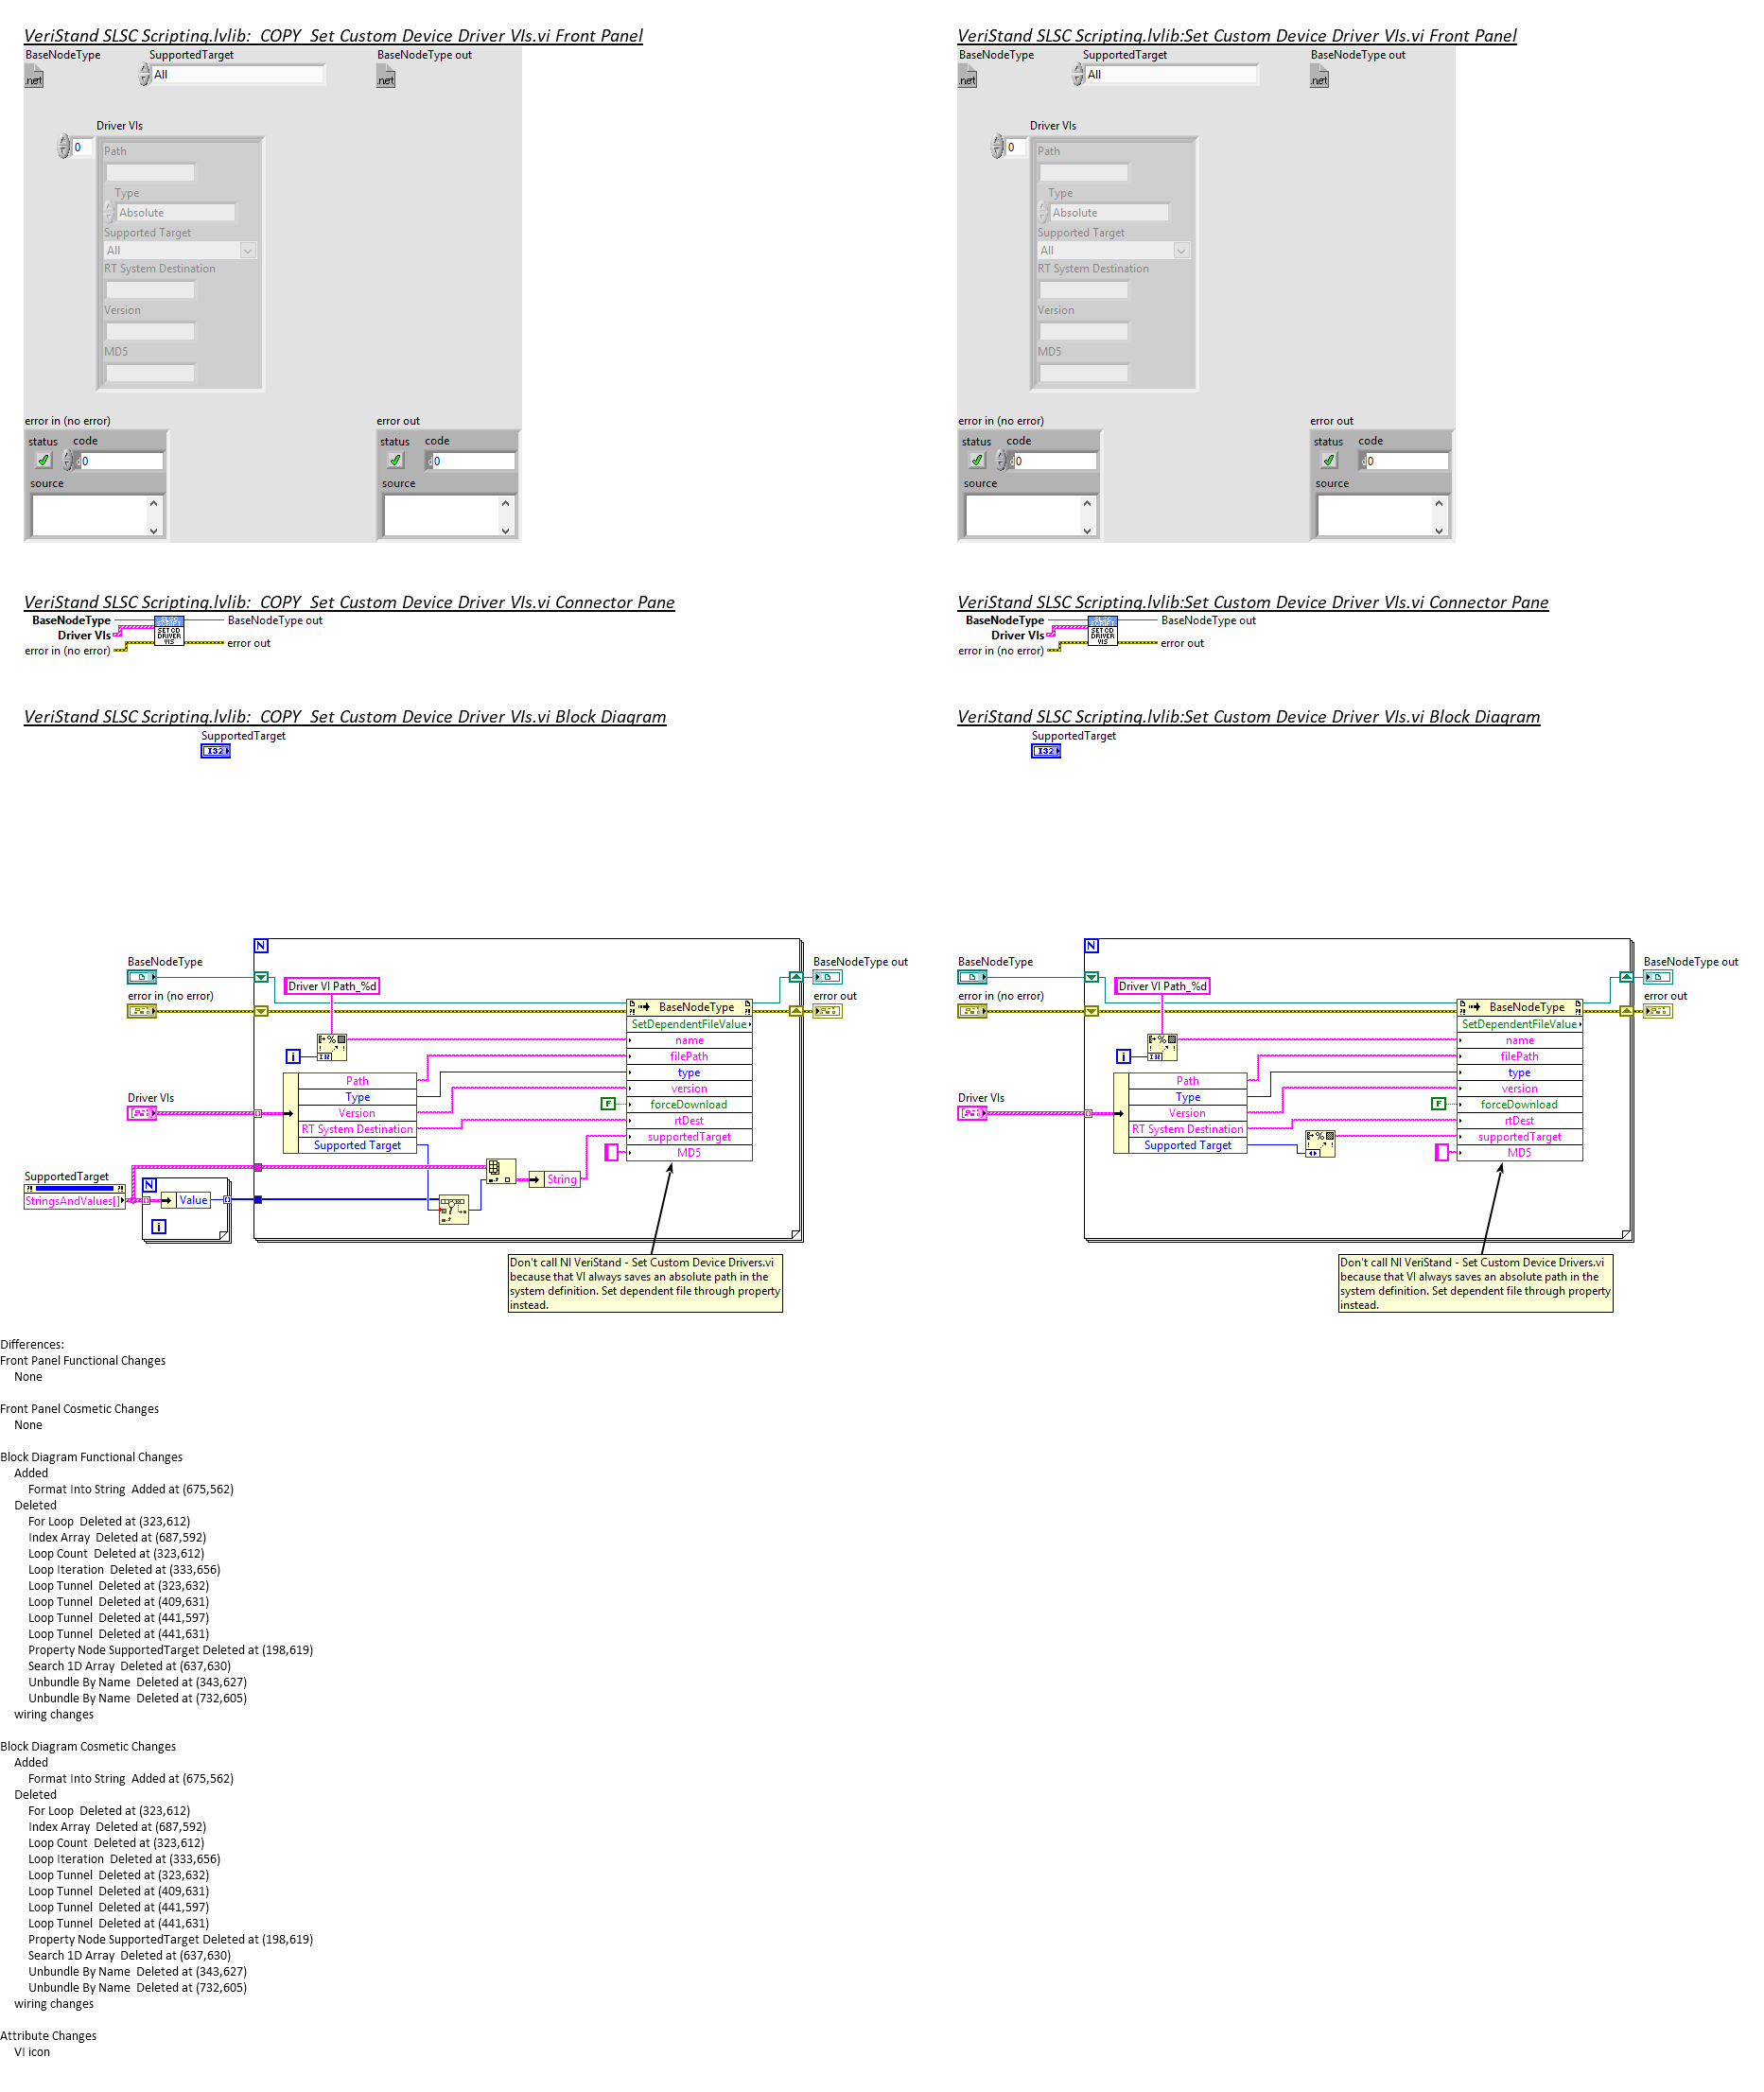 VeriStand SLSC Scripting.lvlib:  COPY  Set Custom Device Driver VIs.vi Front Panel
BaseNodeType
SupportedTarget
BaseNodeType out
.net
All
.net
Driver VIs
0
Path
Type
Absolute
Supported Target
All
RT System Destination
Version
MD5
error in (no error)
error out
status
code
status
code
0
0
source
source
VeriStand SLSC Scripting.lvlib:Set Custom Device Driver VIs.vi Front Panel
BaseNodeType
SupportedTarget
BaseNodeType out
.net
All
.net
Driver VIs
0
Path
Type
Absolute
Supported Target
All
RT System Destination
Version
MD5
error in (no error)
error out
status
code
status
code
0
0
source
source
VeriStand SLSC Scripting.lvlib:  COPY  Set Custom Device Driver VIs.vi Connector Pane
BaseNodeType
BaseNodeType out
Driver VIs
SET CD
DRIVER
VIS
error in (no error)
error out
VeriStand SLSC Scripting.lvlib:Set Custom Device Driver VIs.vi Connector Pane
BaseNodeType
BaseNodeType out
Driver VIs
SET CD
DRIVER
VIS
error in (no error)
error out
VeriStand SLSC Scripting.lvlib:  COPY  Set Custom Device Driver VIs.vi Block Diagram
SupportedTarget
I32
N
BaseNodeType
BaseNodeType out
Driver VI Path_%d
error in (no error)
error out
BaseNodeType
SetDependentFileValue
name
filePath
type
version
forceDownload
rtDest
supportedTarget
MD5
i
Path
Type
Version
RT System Destination
Supported Target
F
Driver VIs
SupportedTarget
StringsAndValues[]
N
Value
i
String
Don't call NI VeriStand - Set Custom Device Drivers.vi
because that VI always saves an absolute path in the
system definition. Set dependent file through property
instead.
VeriStand SLSC Scripting.lvlib:Set Custom Device Driver VIs.vi Block Diagram
SupportedTarget
I32
N
BaseNodeType
BaseNodeType out
Driver VI Path_%d
error in (no error)
error out
BaseNodeType
SetDependentFileValue
name
filePath
type
version
forceDownload
rtDest
supportedTarget
MD5
i
Path
Type
Version
RT System Destination
Supported Target
F
Driver VIs
Don't call NI VeriStand - Set Custom Device Drivers.vi
because that VI always saves an absolute path in the
system definition. Set dependent file through property
instead.
Differences:
Front Panel Functional Changes
None
Front Panel Cosmetic Changes
None
Block Diagram Functional Changes
Added
Format Into String  Added at (675,562)
Deleted
For Loop  Deleted at (323,612)
Index Array  Deleted at (687,592)
Loop Count  Deleted at (323,612)
Loop Iteration  Deleted at (333,656)
Loop Tunnel  Deleted at (323,632)
Loop Tunnel  Deleted at (409,631)
Loop Tunnel  Deleted at (441,597)
Loop Tunnel  Deleted at (441,631)
Property Node SupportedTarget Deleted at (198,619)
Search 1D Array  Deleted at (637,630)
Unbundle By Name  Deleted at (343,627)
Unbundle By Name  Deleted at (732,605)
wiring changes
Block Diagram Cosmetic Changes
Added
Format Into String  Added at (675,562)
Deleted
For Loop  Deleted at (323,612)
Index Array  Deleted at (687,592)
Loop Count  Deleted at (323,612)
Loop Iteration  Deleted at (333,656)
Loop Tunnel  Deleted at (323,632)
Loop Tunnel  Deleted at (409,631)
Loop Tunnel  Deleted at (441,597)
Loop Tunnel  Deleted at (441,631)
Property Node SupportedTarget Deleted at (198,619)
Search 1D Array  Deleted at (637,630)
Unbundle By Name  Deleted at (343,627)
Unbundle By Name  Deleted at (732,605)
wiring changes
Attribute Changes
VI icon